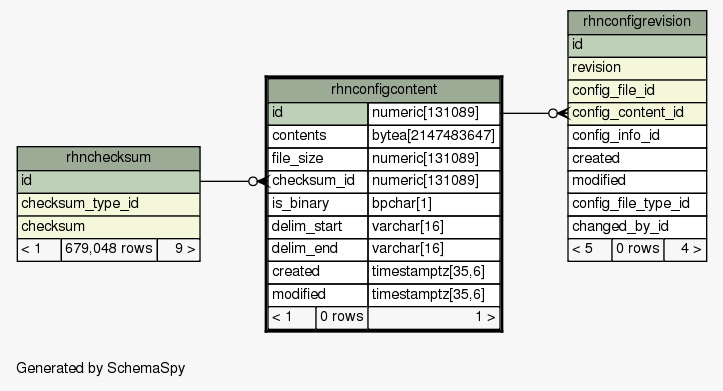 rhnchecksum
id
checksum_type_id
checksum
< 1 679,048 rows 9 >
rhnconfigcontent
id numeric[131089]
contents bytea[2147483647]
file_size numeric[131089]
checksum_id numeric[131089]
is_binary bpchar[1]
delim_start varchar[16]
delim_end varchar[16]
created timestamptz[35,6]
modified timestamptz[35,6]
< 1 0 rows 1 >
rhnconfigrevision
id
revision
config_file_id
config_content_id
config_info_id
created
modified
config_file_type_id
changed_by_id
< 5 0 rows 4 >
Generated by SchemaSpy